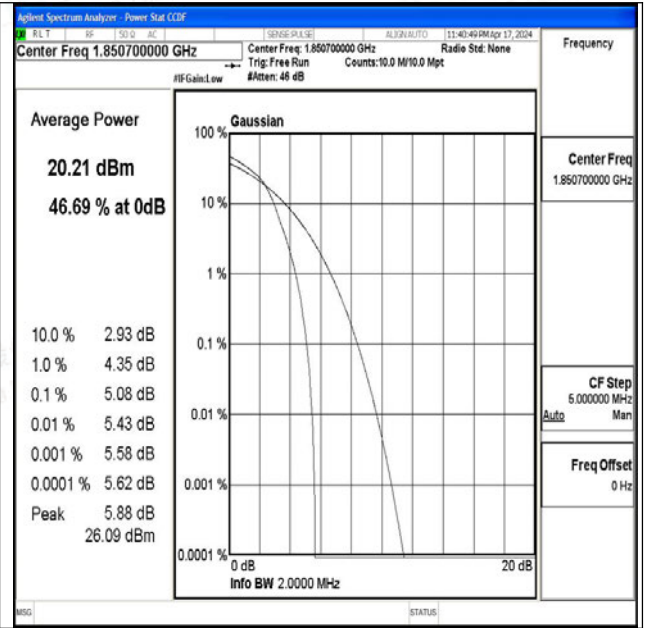 Agilent Spectrum Analyzer - Power Stat CCDF
RLT RF 50 Ω AC SENSE:PULSE ALIGN AUTO 11:40:49 PM Apr 17, 2024
Center Freq 1.850700000 GHz
Center Freq: 1.850700000 GHz Radio Std: None
Trig: Free Run Counts:10.0 M/10.0 Mpt
#IFGain:Low #Atten: 46 dB
Frequency
Average Power
20.21 dBm
46.69 % at 0dB
10.0 % 2.93 dB
1.0 % 4.35 dB
0.1 % 5.08 dB
0.01 % 5.43 dB
0.001 % 5.58 dB
0.0001 % 5.62 dB
Peak 5.88 dB
26.09 dBm
Gaussian
100 %
10 %
1 %
0.1 %
0.01 %
0.001 %
0.0001 %
0 dB 20 dB
Info BW 2.0000 MHz
Center Freq
1.850700000 GHz
CF Step
5.000000 MHz
Auto Man
Freq Offset
0 Hz
MSG STATUS